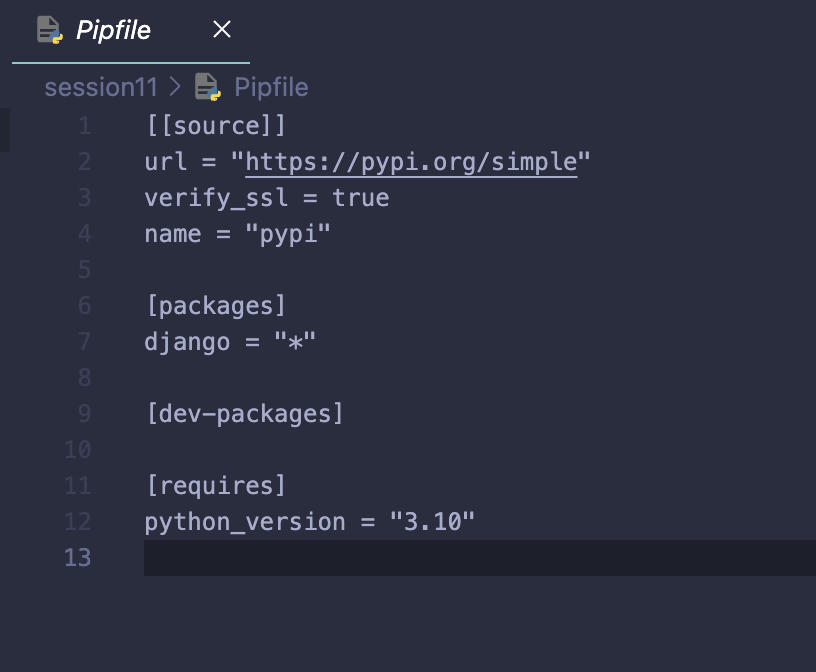 Pipfile
session11 > Pipfile
1 [[source]]
2 url = "https://pypi.org/simple"
3 verify_ssl = true
4 name = "pypi"
5
6 [packages]
7 django = "*"
8
9 [dev-packages]
10
11 [requires]
12 python_version = "3.10"
13